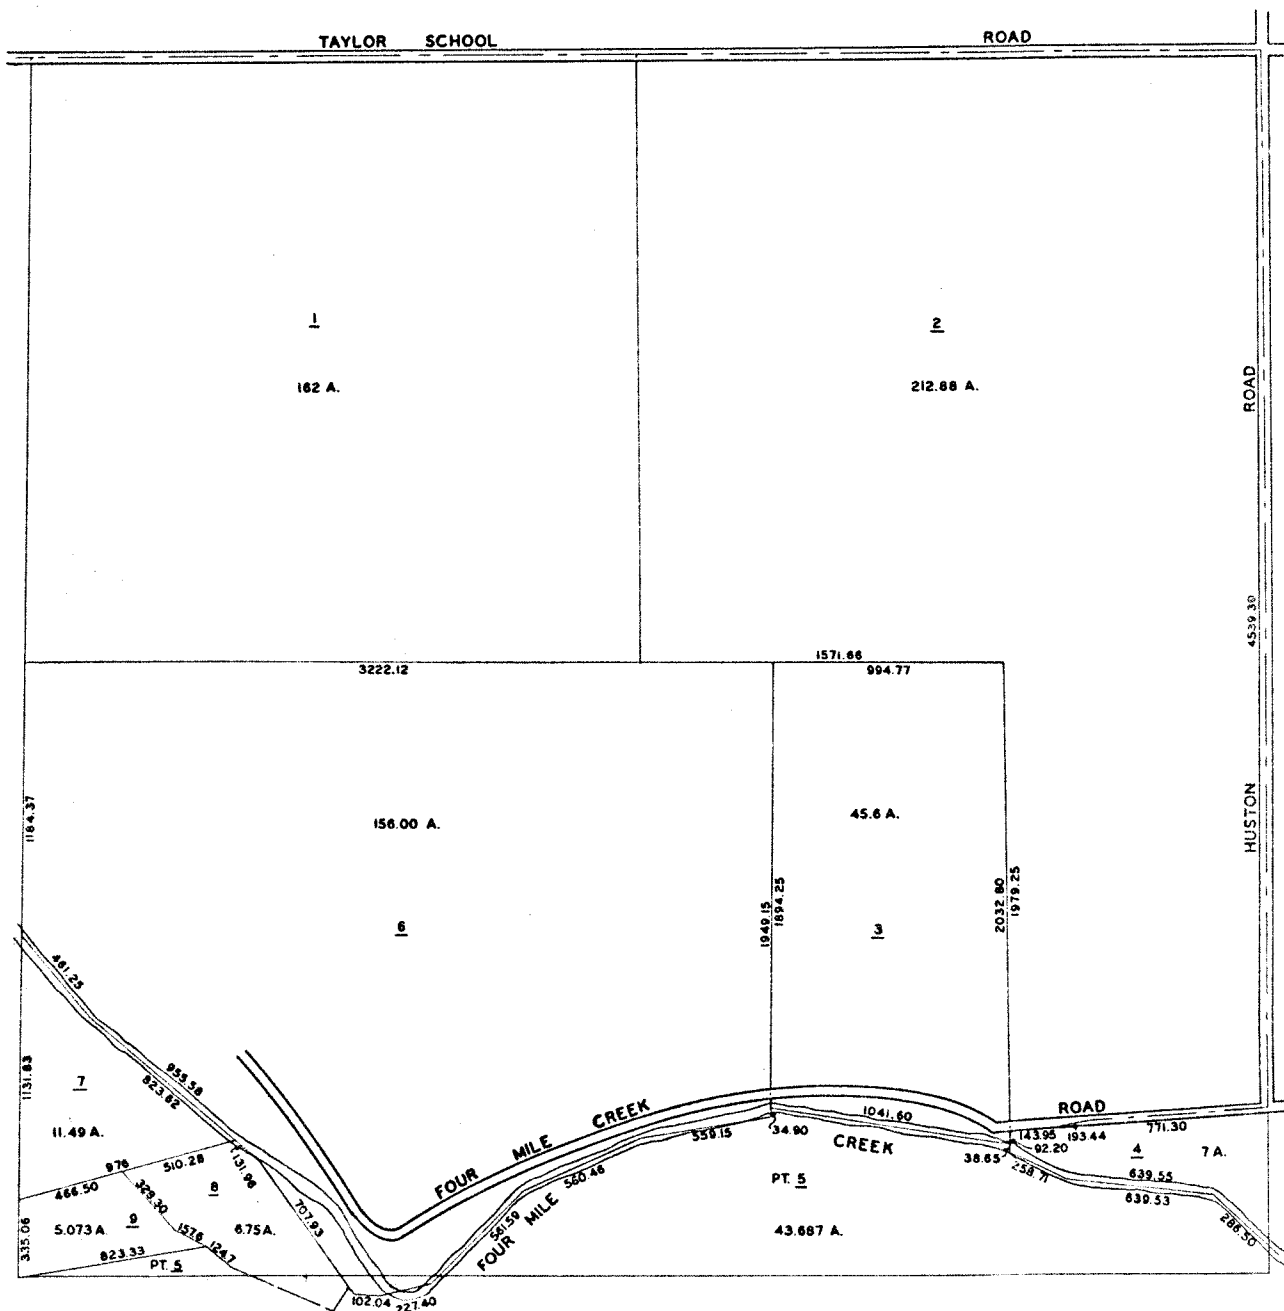 TAYLOR SCHOOL ROAD
1
162 A.
2
212.88 A.
ROAD
4539.30
HUSTON
3222.12
1571.66
994.77
1184.37
156.00 A.
6
45.6 A.
3
1949.15
1894.25
2032.80
1979.25
461.25
955.58
823.62
1131.83
7
11.49 A.
976
510.28
466.50
131.96
329.30
8
6.75 A.
707.93
335.06
5.073 A
9
157.6
124.7
823.33
PT. 5
102.04
227.40
FOUR MILE CREEK ROAD
FOUR MILE CREEK
561.59
560.46
559.15
34.90
1041.60
38.65
143.95
193.44
771.30
92.20
258.71
4
7 A.
639.55
639.53
286.50
PT. 5
43.687 A.